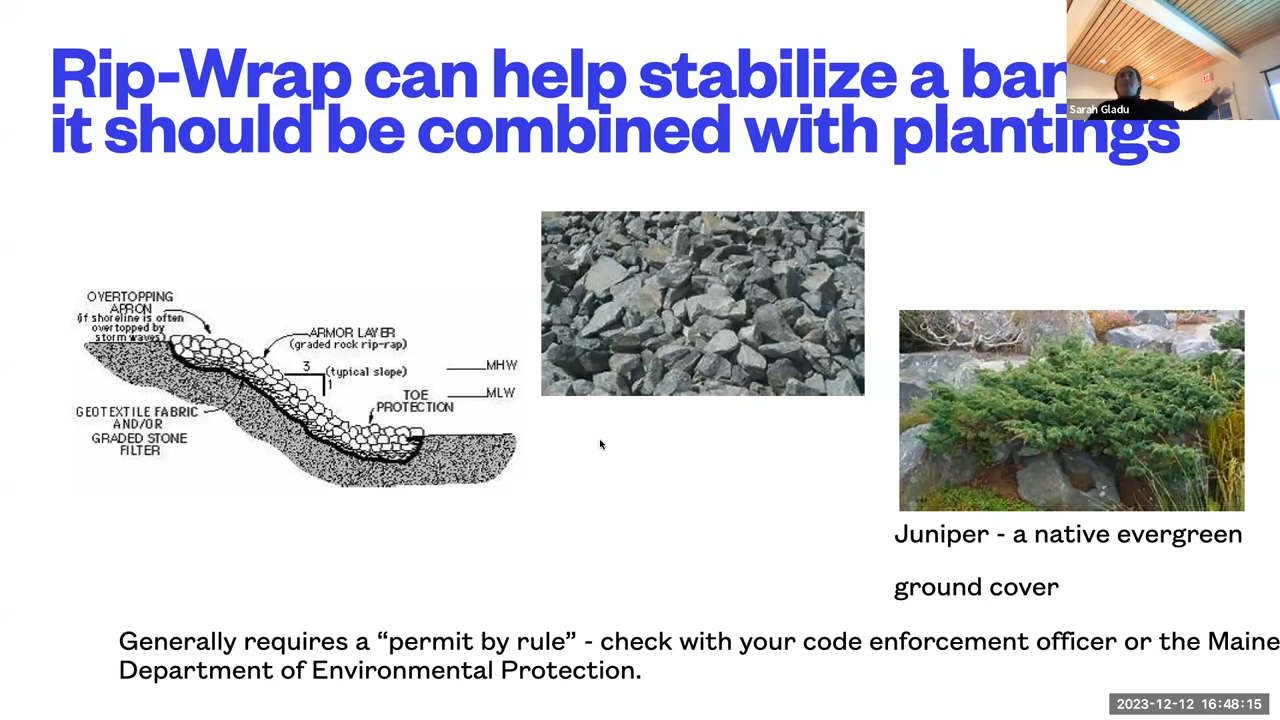 Rip-Wrap can help stabilize a ban
it should be combined with plantings
Sarah Gladu
OVERTOPPING
APRON
(if shoreline is often
overtopped by
storm waves)
ARMOR LAYER
(graded rock rip-rap)
3
(typical slope)
1
MHW
MLW
TOE
PROTECTION
GEOTEXTILE FABRIC
AND/OR
GRADED STONE
FILTER
Juniper - a native evergreen
ground cover
Generally requires a “permit by rule” - check with your code enforcement officer or the Maine
Department of Environmental Protection.
2023-12-12 16:48:15